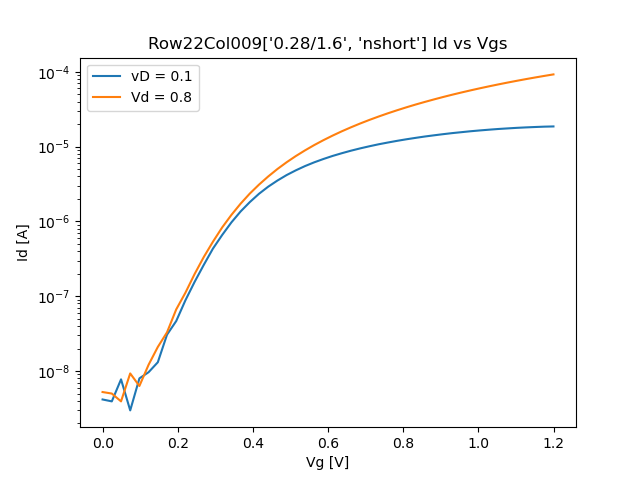 Row22Col009['0.28/1.6', 'nshort'] Id vs Vgs
vD = 0.1
Vd = 0.8
Id [A]
10⁻⁴
10⁻⁵
10⁻⁶
10⁻⁷
10⁻⁸
0.0 0.2 0.4 0.6 0.8 1.0 1.2
Vg [V]